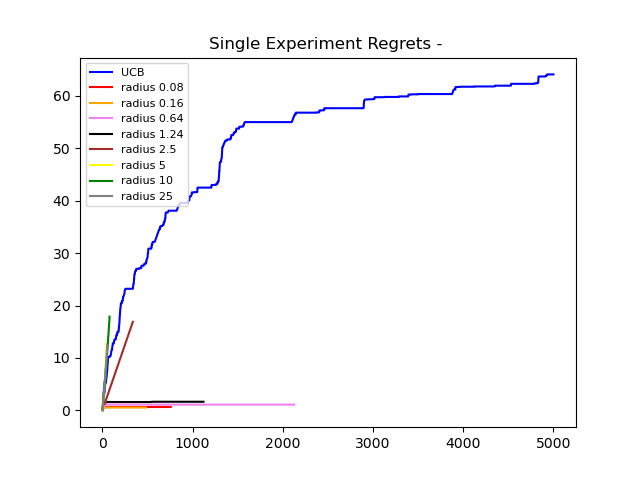 Single Experiment Regrets -
UCB
radius 0.08
radius 0.16
radius 0.64
radius 1.24
radius 2.5
radius 5
radius 10
radius 25
60
50
40
30
20
10
0
0 1000 2000 3000 4000 5000